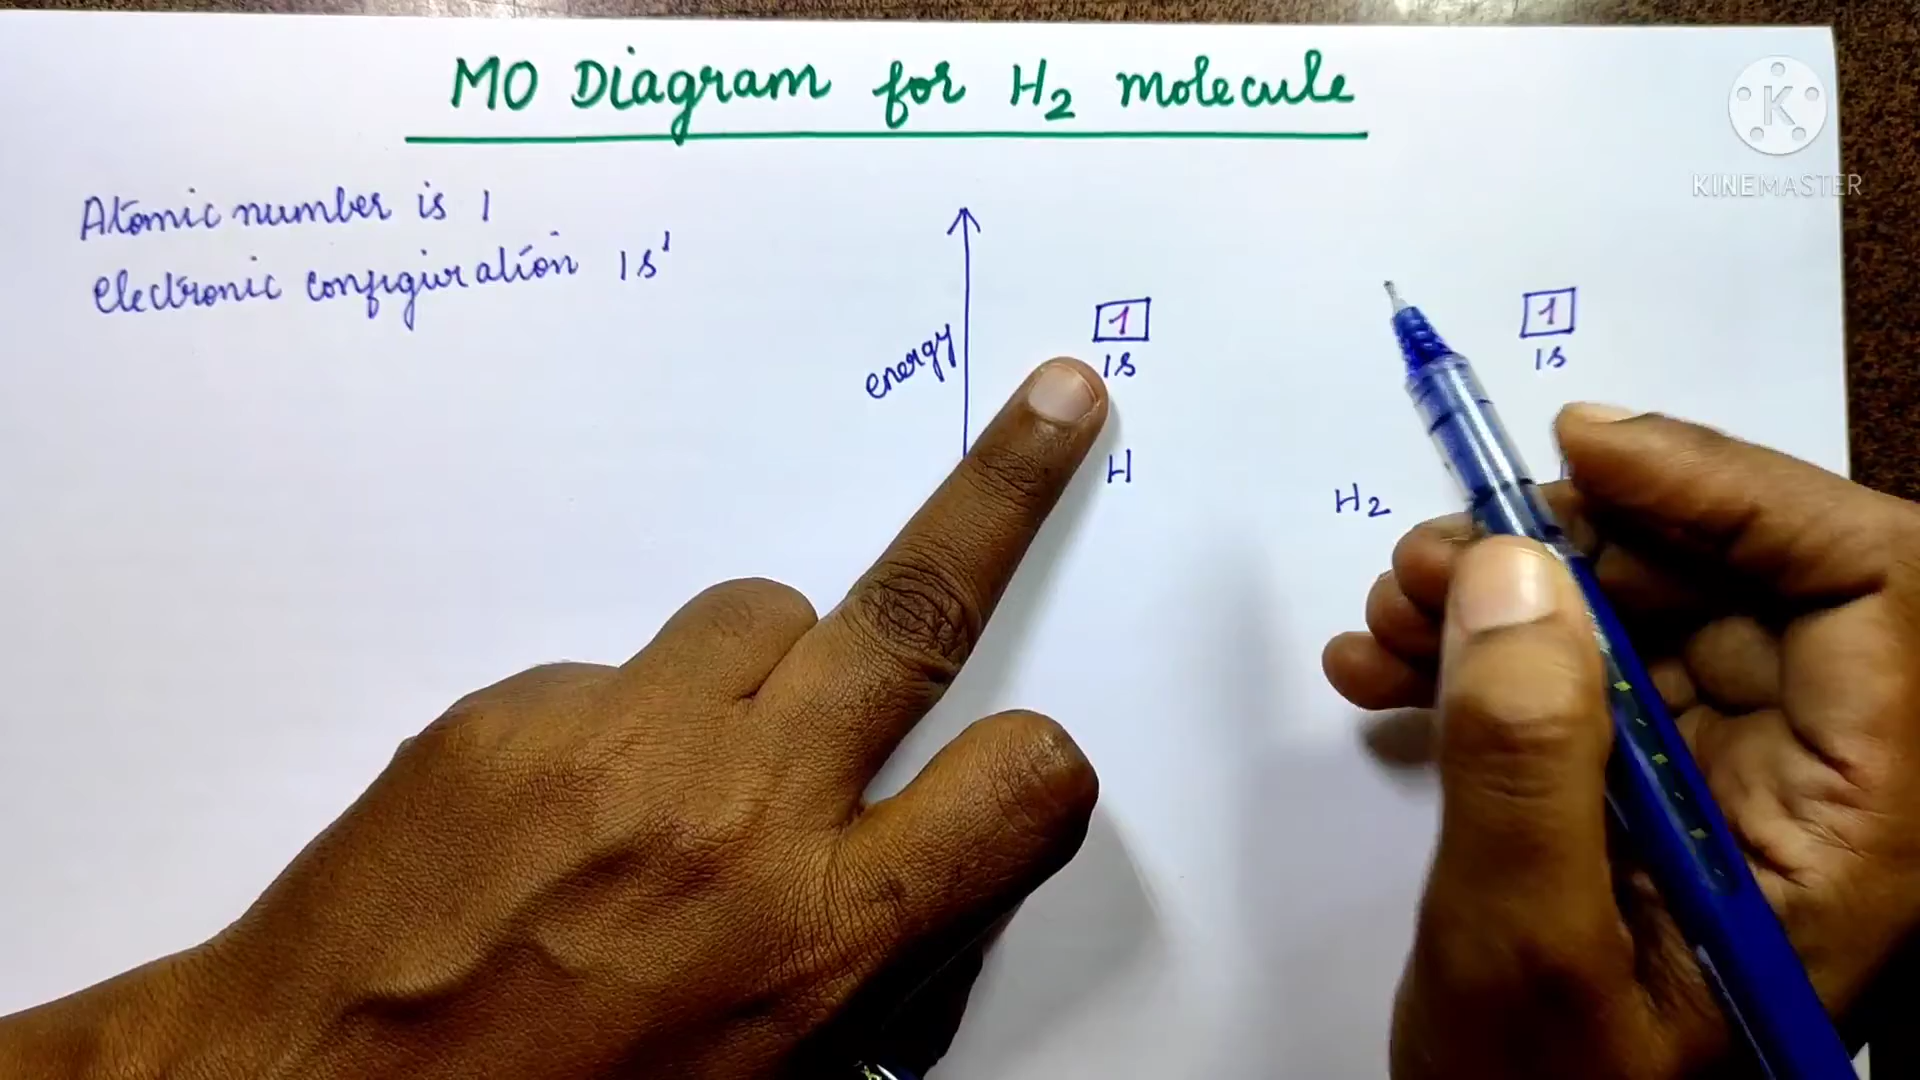 MO Diagram for H₂ molecule
K
KINEMASTER
Atomic number is 1
Electronic configuration 1s¹
energy
1 1
1s 1s
H
H₂